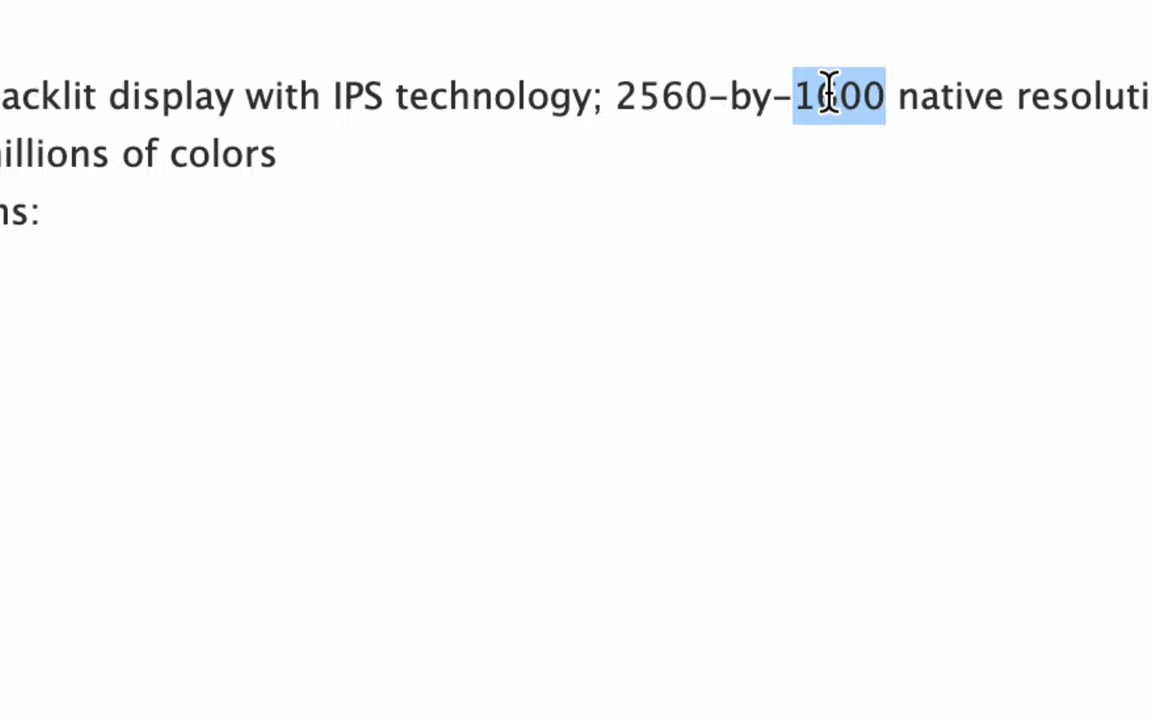 acklit display with IPS technology; 2560-by-1600 native resoluti
illions of colors
ns: